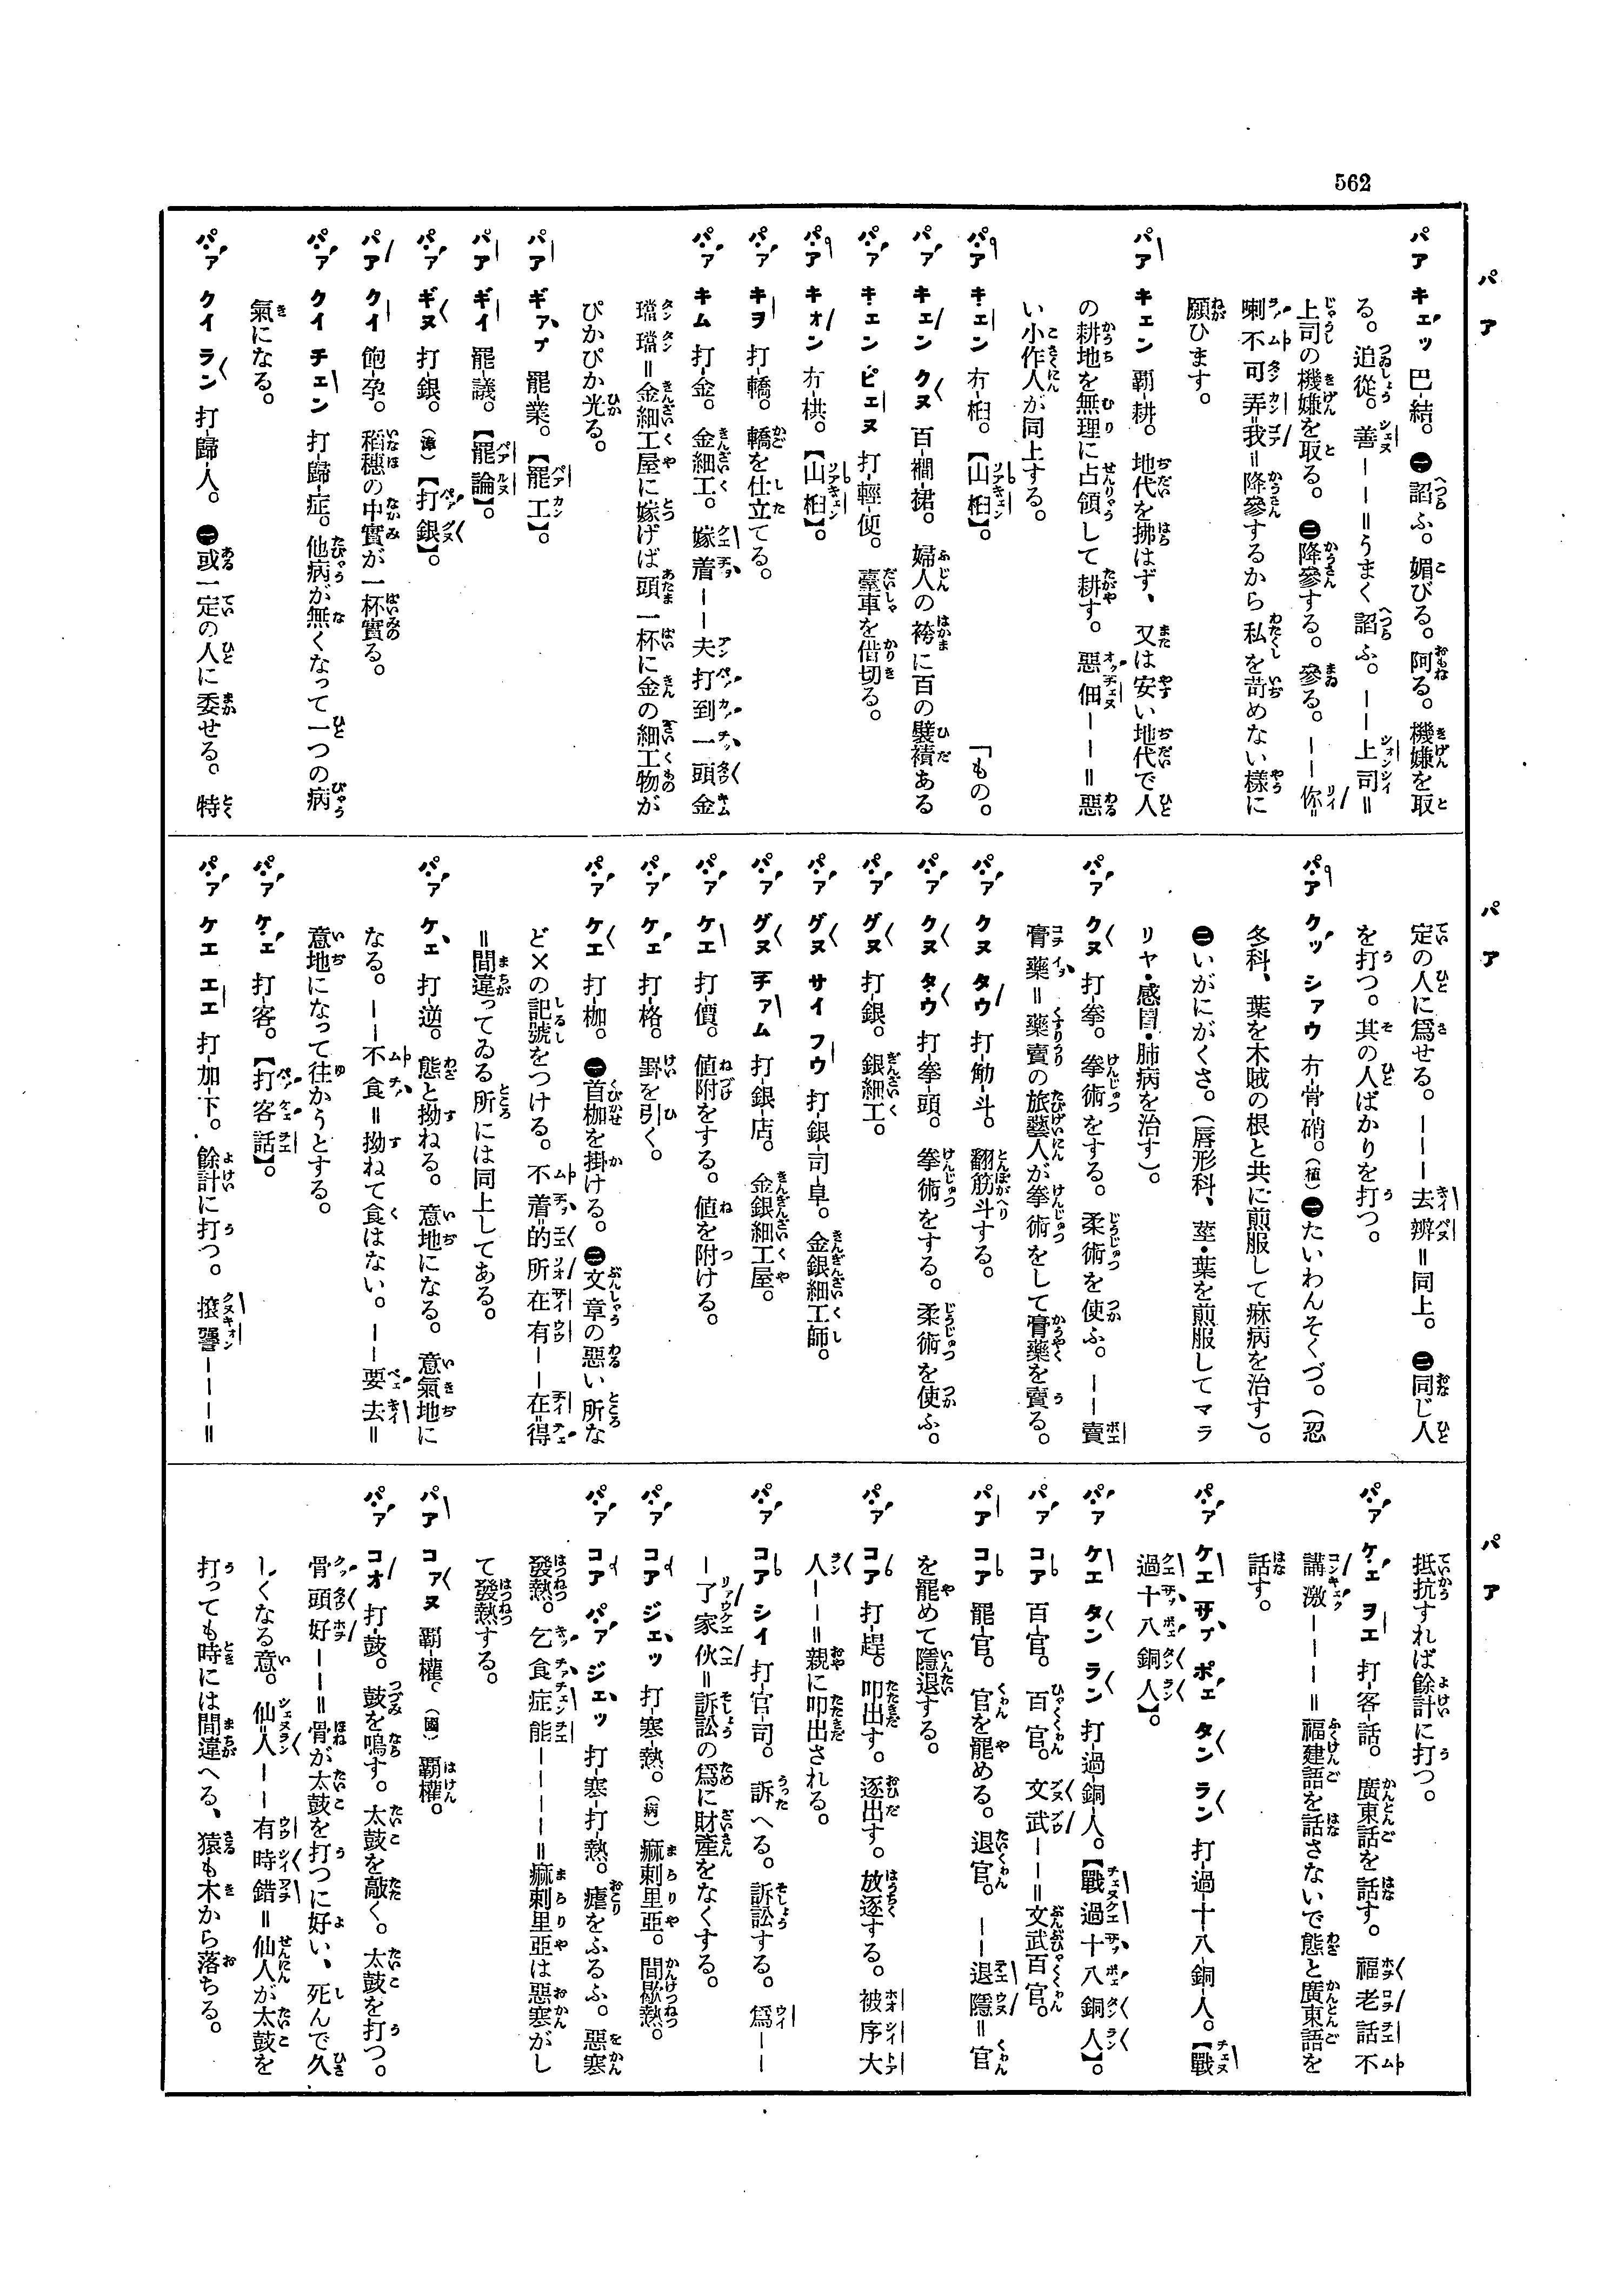 562
パア
パア キェッ 巴-結。 ㊀諂ふ。媚びる。阿る。機嫌を取
る。追從。善－－＝うまく諂ふ。－－上司＝
上司の機嫌を取る。 ㊁降參する。參る。－－你＝
喇不可弄＝我＝降參するから私を苛めない樣に
願ひます。
パア キェン 覇-耕。 地代を拂はず、又は安い地代で人
の耕地を無理に占領して耕す。惡佃－－＝惡
い小作人が同上する。
パア キェン 冇-梘。【山梘】。 「もの。
パア キェン クヌ 百-襉-裙。 婦人の袴に百の襞襀ある
パア キェン ピェヌ 打-輕-便。 臺車を借切る。
パア キォン 冇-栱。【山梘】。
パア キヲ 打-轎。 轎を仕立てる。
パア キム 打-金。 金細工。嫁着－－夫打到一頭金
璫璫＝金細工屋に嫁げば頭一杯に金の細工物が
ぴかぴか光る。
パア ギァプ 罷-業。【罷工】。
パア ギイ 罷-議。【罷論】。
パア ギヌ 打-銀。（漳）【打銀】。
パア クイ 飽-孕。 稻穗の中實が一杯實る。
パア クイ チェン 打-歸-症。 他病が無くなって一つの病
氣になる。
パア クイ ラン 打-歸-人。 ㊀或一定の人に委せる。特
パア
定の人に爲せる。－－－去辨＝同上。 ㊁同じ人
を打つ。其の人ばかりを打つ。
パア クッ シァウ 冇-骨-硝。（植）㊀たいわんそくづ。（忍
冬科、葉を木賊の根と共に煎服して痳病を治す）。
㊁いがにがくさ。（唇形科、莖・葉を煎服してマラ
リヤ・感冒・肺病を治す）。
パア クヌ 打-拳。 拳術をする。柔術を使ふ。－－賣
膏藥＝藥賣の旅藝人が拳術をして膏藥を賣る。
パア クヌ タウ 打-觔-斗。 翻筋斗する。
パア クヌ タウ 打-拳-頭。 拳術をする。柔術を使ふ。
パア グヌ 打-銀。 銀細工。
パア グヌ サイ フウ 打-銀-司-阜。 金銀細工師。
パア グヌ チァム 打-銀-店。 金銀細工屋。
パア ケエ 打-價。 値附をする。値を附ける。
パア ケェ 打-格。 罫を引く。
パア ケエ 打-枷。 ㊀首枷を掛ける。 ㊁文章の惡い所な
ど×の記號をつける。不着＝的所在有－－在＝得
＝間違ってゐる所には同上してある。
パア ケェ 打-逆。 態と拗ねる。意地になる。意氣地に
なる。－－不食＝拗ねて食はない。－－要去＝
意地になって往かうとする。
パア ケェ 打-客。【打客話】。
パア ケエ エエ 打-加-下。 餘計に打つ。㨰－－－＝
パア
抵抗すれば餘計に打つ。
パア ケェ ヲエ 打-客-話。 廣東話を話す。福老話不
講激－－－＝福建語を話さないで態と廣東語を
話す。
パア ケエ ザプ ポェ タン ラン 打-過-十-八-銅-人。【戰
過十八銅人】。
パア ケエ タン ラン 打-過-銅-人。【戰過十八銅人】。
パア コア 百-官。 百官。文武－－＝文武百官。
パア コア 罷-官。 官を罷める。退官。－－退隱＝官
を罷めて隱退する。
パア コア 打-趕。 叩出す。逐出す。放逐する。被序大
人－－＝親に叩出される。
パア コア シイ 打-官-司。 訴へる。訴訟する。爲－－
－了家伙＝訴訟の爲に財產をなくする。
パア コア ジェッ 打-寒-熱。（病）痲剌里亞。間歇熱。
パア コア パァ ジェッ 打-寒-打-熱。 瘧をふるふ。惡寒
發熱。乞食症能－－－－＝痲剌里亞は惡寒がし
て發熱する。
パア コァヌ 覇-權。（國）覇權。
パア コオ 打-鼓。 鼓を鳴す。太鼓を敲く。太鼓を打つ。
骨頭好－－＝骨が太鼓を打つに好い、死んで久
しくなる意。仙＝人－－有時錯＝仙人が太鼓を
打っても時には間違へる、猿も木から落ちる。